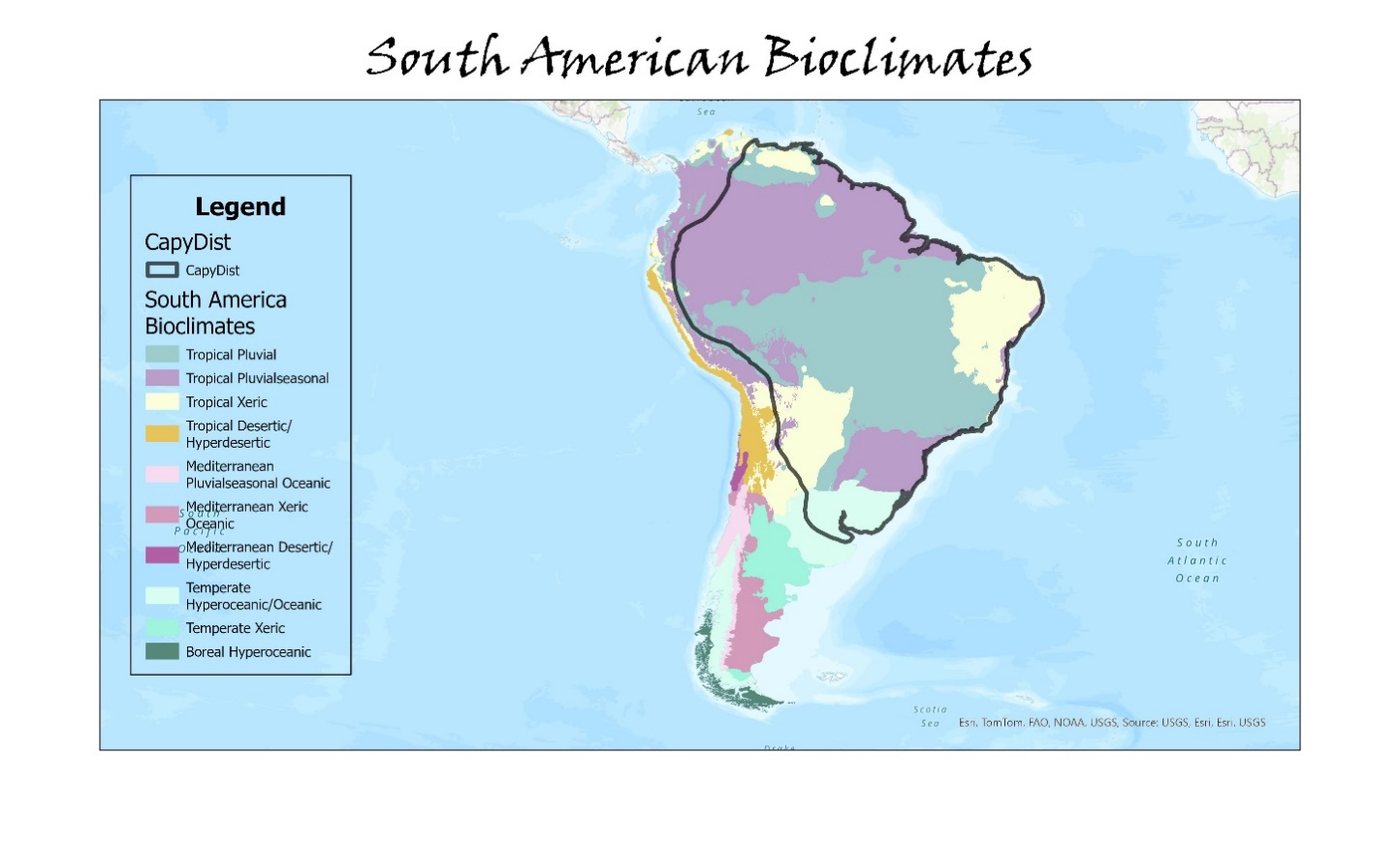 South American Bioclimates
Sea
Legend
CapyDist
CapyDist
South America
Bioclimates
Tropical Pluvial
Tropical Pluvialseasonal
Tropical Xeric
Tropical Desertic/
Hyperdesertic
Mediterranean
Pluvialseasonal Oceanic
Mediterranean Xeric
Oceanic
South
Pacific
Mediterranean Desertic/
Hyperdesertic
Temperate
Hyperoceanic/Oceanic
Temperate Xeric
Boreal Hyperoceanic
South
Atlantic
Ocean
Scotia
Sea
Esri, TomTom, FAO, NOAA, USGS, Source: USGS, Esri, Esri, USGS